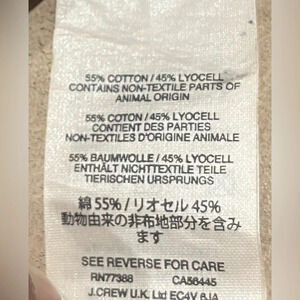 55% COTTON / 45% LYOCELL
CONTAINS NON-TEXTILE PARTS OF
ANIMAL ORIGIN
55% COTON / 45% LYOCELL
CONTIENT DES PARTIES
NON-TEXTILES D'ORIGINE ANIMALE
55% BAUMWOLLE / 45% LYOCELL
ENTHÄLT NICHTTEXTILE TEILE
TIERISCHEN URSPRUNGS
綿 55% / リオセル 45%
動物由来の非布地部分を含み
ます
SEE REVERSE FOR CARE
RN77388 CA56445
J.CREW U.K. Ltd EC4V 6JA